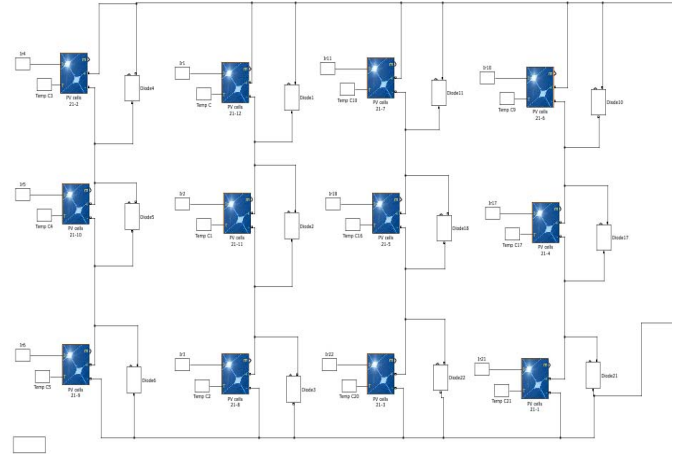 Ir4
m
Temp C3
PV cells
21-2
Diode4
Ir1
m
Temp C
PV cells
21-12
Diode1
Ir11
m
Temp C18
PV cells
21-7
Diode11
Ir10
m
Temp C9
PV cells
21-6
Diode10
Ir5
m
Temp C4
PV cells
21-10
Diode5
Ir2
m
Temp C1
PV cells
21-11
Diode2
Ir18
m
PV cells
21-5
Diode18
Ir17
m
Temp C17
PV cells
21-4
Diode17
Ir6
m
Temp C5
PV cells
21-9
Ir3
m
Temp C2
PV cells
21-8
Diode3
Ir22
m
Temp C20
PV cells
21-3
Diode22
Ir21
m
Temp C21
PV cells
21-1
Diode21